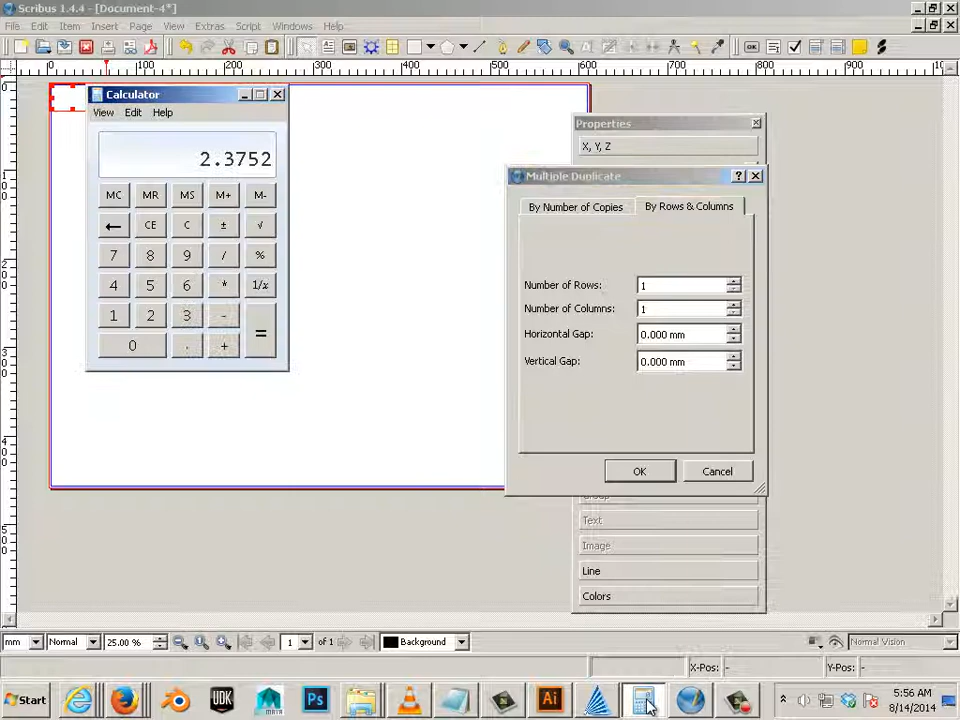 Scribus 1.4.4 - [Document-4*]
File Edit Item Insert Page View Extras Script Windows Help
0 100 200 300 400 500 600 700 800 900
Calculator
View Edit Help
2.3752
MC MR MS M+ M-
← CE C ± √
7 8 9 / %
4 5 6 * 1/x
1 2 3 - =
0 . +
Properties
X, Y, Z
Multiple Duplicate
By Number of Copies By Rows & Columns
Number of Rows: 1
Number of Columns: 1
Horizontal Gap: 0.000 mm
Vertical Gap: 0.000 mm
OK Cancel
Text
Image
Line
Colors
mm Normal 25.00 % 1 of 1 Background Normal Vision
X-Pos: - Y-Pos: -
Start UDK MAYA Ps Ai 5:56 AM
8/14/2014